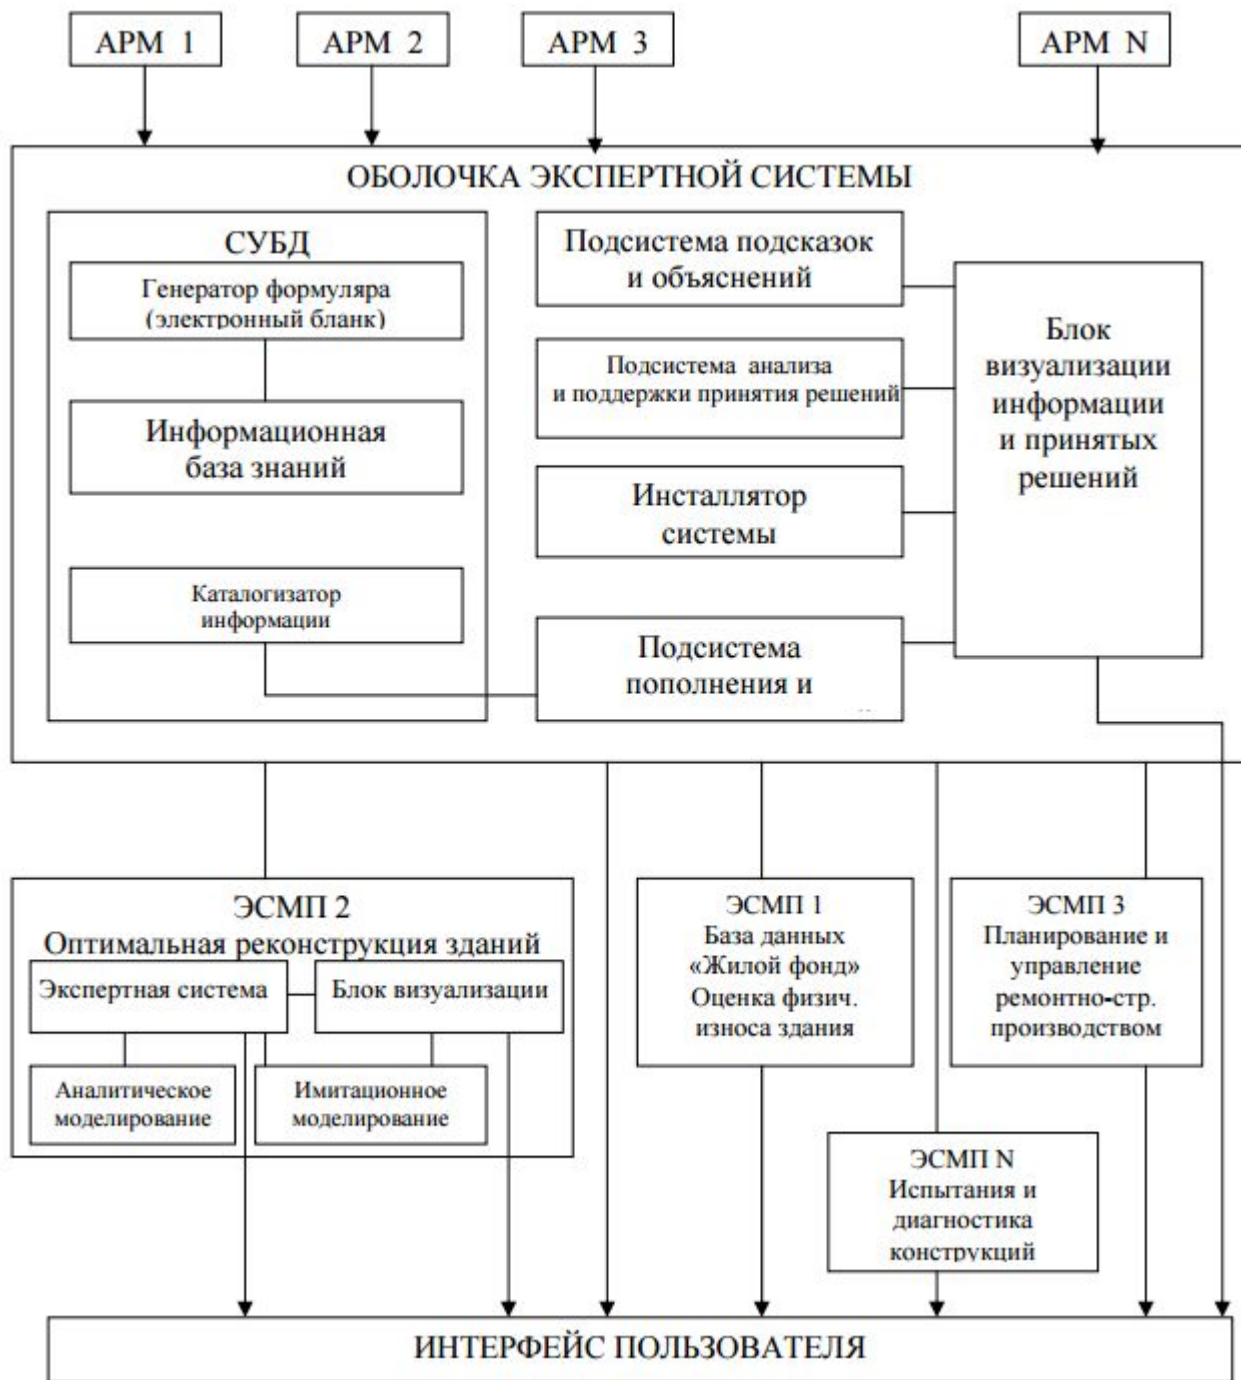 АРМ 1
АРМ 2
АРМ 3
АРМ N
ОБОЛОЧКА ЭКСПЕРТНОЙ СИСТЕМЫ
СУБД
Генератор формуляра
(электронный бланк)
Информационная
база знаний
Каталогизатор
информации
Подсистема подсказок
и объяснений
Подсистема анализа
и поддержки принятия решений
Инсталлятор
системы
Подсистема
пополнения и
Блок
визуализации
информации
и принятых
решений
ЭСМП 2
Оптимальная реконструкция зданий
Экспертная система
Блок визуализации
Аналитическое
моделирование
Имитационное
моделирование
ЭСМП 1
База данных
«Жилой фонд»
Оценка физич.
износа здания
ЭСМП 3
Планирование и
управление
ремонтно-стр.
производством
ЭСМП N
Испытания и
диагностика
конструкций
ИНТЕРФЕЙС ПОЛЬЗОВАТЕЛЯ